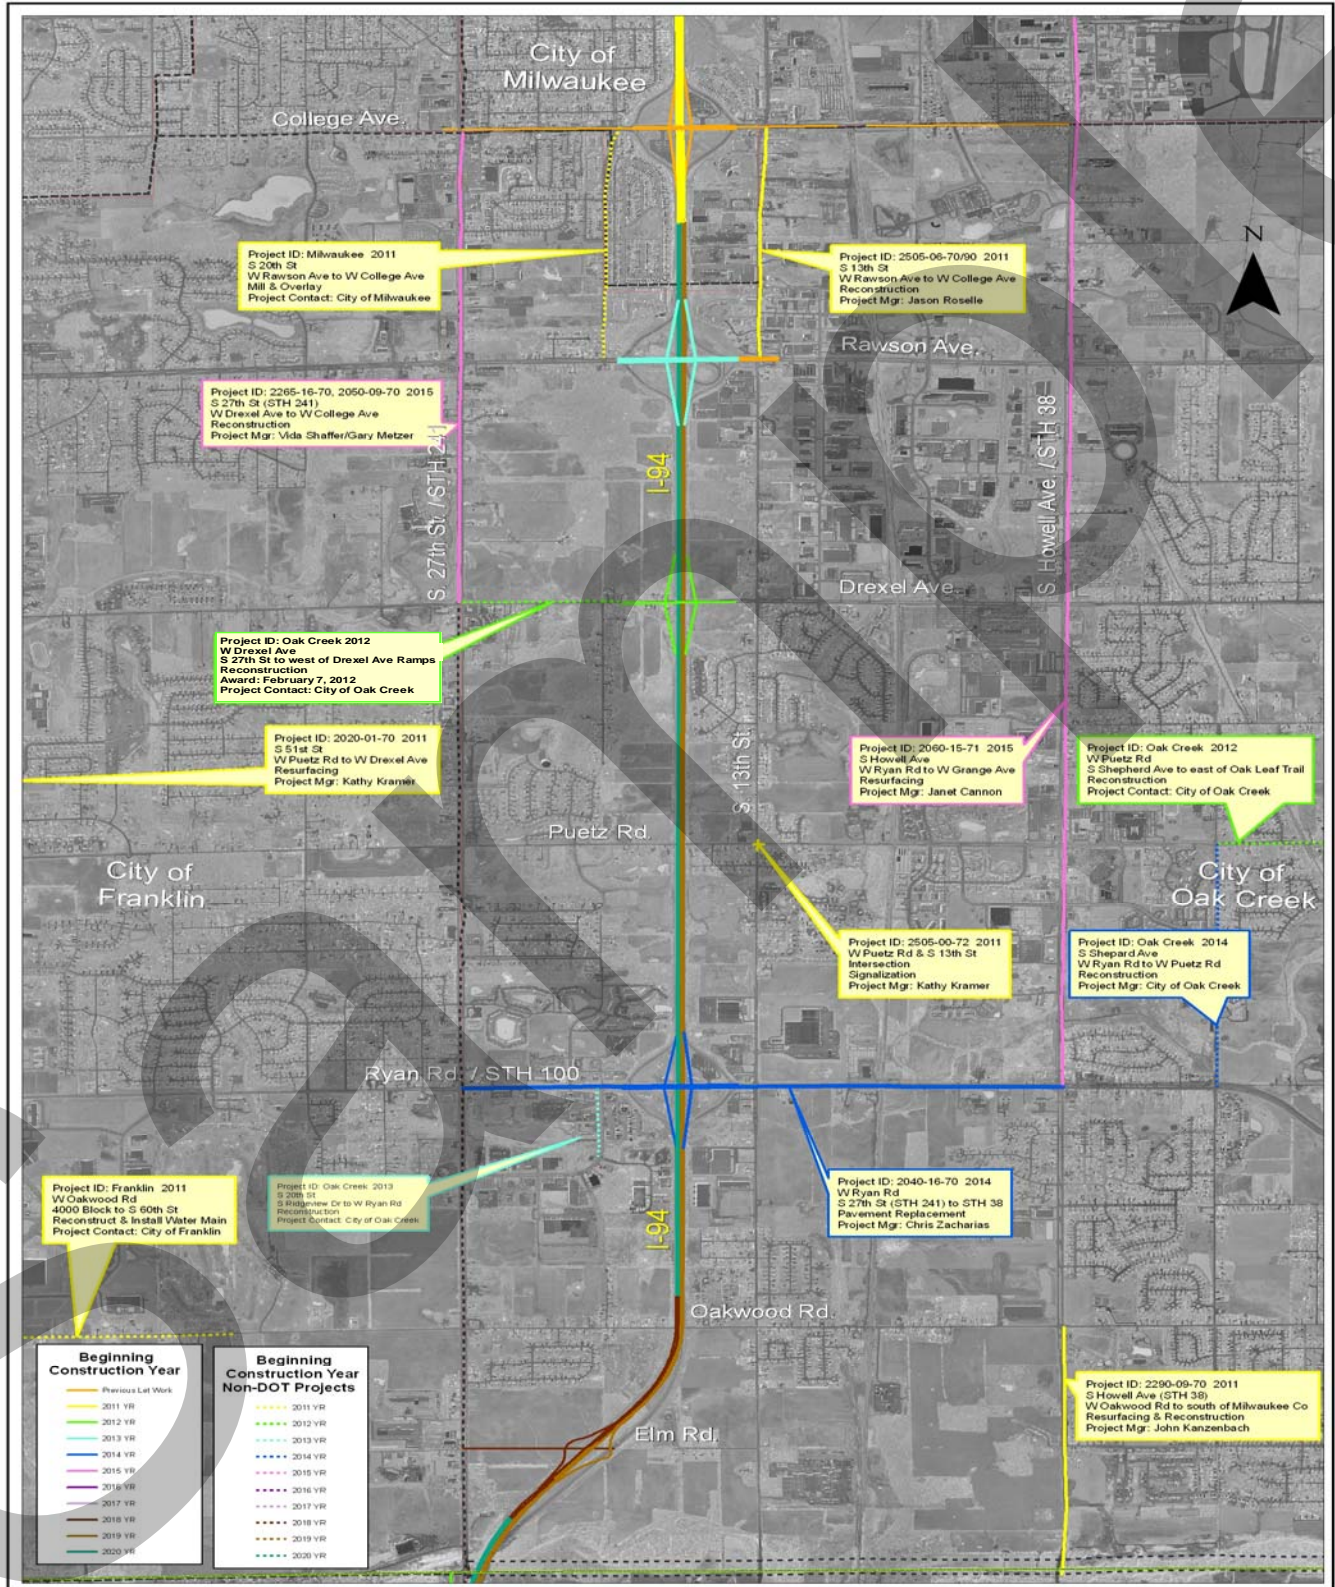 City of
Milwaukee
College Ave.
Project ID: Milwaukee 2011
S 20th St
W Rawson Ave to W College Ave
Mill & Overlay
Project Contact: City of Milwaukee
Project ID: 2505-06-70/90 2011
S 13th St
W Rawson Ave to W College Ave
Reconstruction
Project Mgr: Jason Roselle
N
Rawson Ave.
Project ID: 2265-16-70, 2050-09-70 2015
S 27th St (STH 241)
W Drexel Ave to W College Ave
Reconstruction
Project Mgr: Vida Shaffer/Gary Metzer
S. 27th St. / STH 241
I-94
S. Howell Ave. / STH 38
Drexel Ave.
Project ID: Oak Creek 2012
W Drexel Ave
S 27th St to west of Drexel Ave Ramps
Reconstruction
Award: February 7, 2012
Project Contact: City of Oak Creek
Project ID: 2020-01-70 2011
S 51st St
W Puetz Rd to W Drexel Ave
Resurfacing
Project Mgr: Kathy Kramer
S. 13th St.
Project ID: 2060-15-71 2015
S Howell Ave
W Ryan Rd to W Grange Ave
Resurfacing
Project Mgr: Janet Cannon
Project ID: Oak Creek 2012
W Puetz Rd
S Shepherd Ave to east of Oak Leaf Trail
Reconstruction
Project Contact: City of Oak Creek
Puetz Rd.
City of
Franklin
City of
Oak Creek
Project ID: 2505-00-72 2011
W Puetz Rd & S 13th St
Intersection
Signalization
Project Mgr: Kathy Kramer
Project ID: Oak Creek 2014
S Shepard Ave
W Ryan Rd to W Puetz Rd
Reconstruction
Project Mgr: City of Oak Creek
Ryan Rd. / STH 100
Project ID: Franklin 2011
W Oakwood Rd
4000 Block to S 60th St
Reconstruct & Install Water Main
Project Contact: City of Franklin
Project ID: Oak Creek 2013
S 20th St
S Ridgeview Dr to W Ryan Rd
Reconstruction
Project Contact: City of Oak Creek
Project ID: 2040-16-70 2014
W Ryan Rd
S 27th St (STH 241) to STH 38
Pavement Replacement
Project Mgr: Chris Zacharias
I-94
Oakwood Rd.
Beginning
Construction Year
Previous Let Work
2011 YR
2012 YR
2013 YR
2014 YR
2015 YR
2016 YR
2017 YR
2018 YR
2019 YR
2020 YR
Beginning
Construction Year
Non-DOT Projects
2011 YR
2012 YR
2013 YR
2014 YR
2015 YR
2016 YR
2017 YR
2018 YR
2019 YR
2020 YR
Elm Rd.
Project ID: 2290-09-70 2011
S Howell Ave (STH 38)
W Oakwood Rd to south of Milwaukee Co
Resurfacing & Reconstruction
Project Mgr: John Kanzenbach
Sample